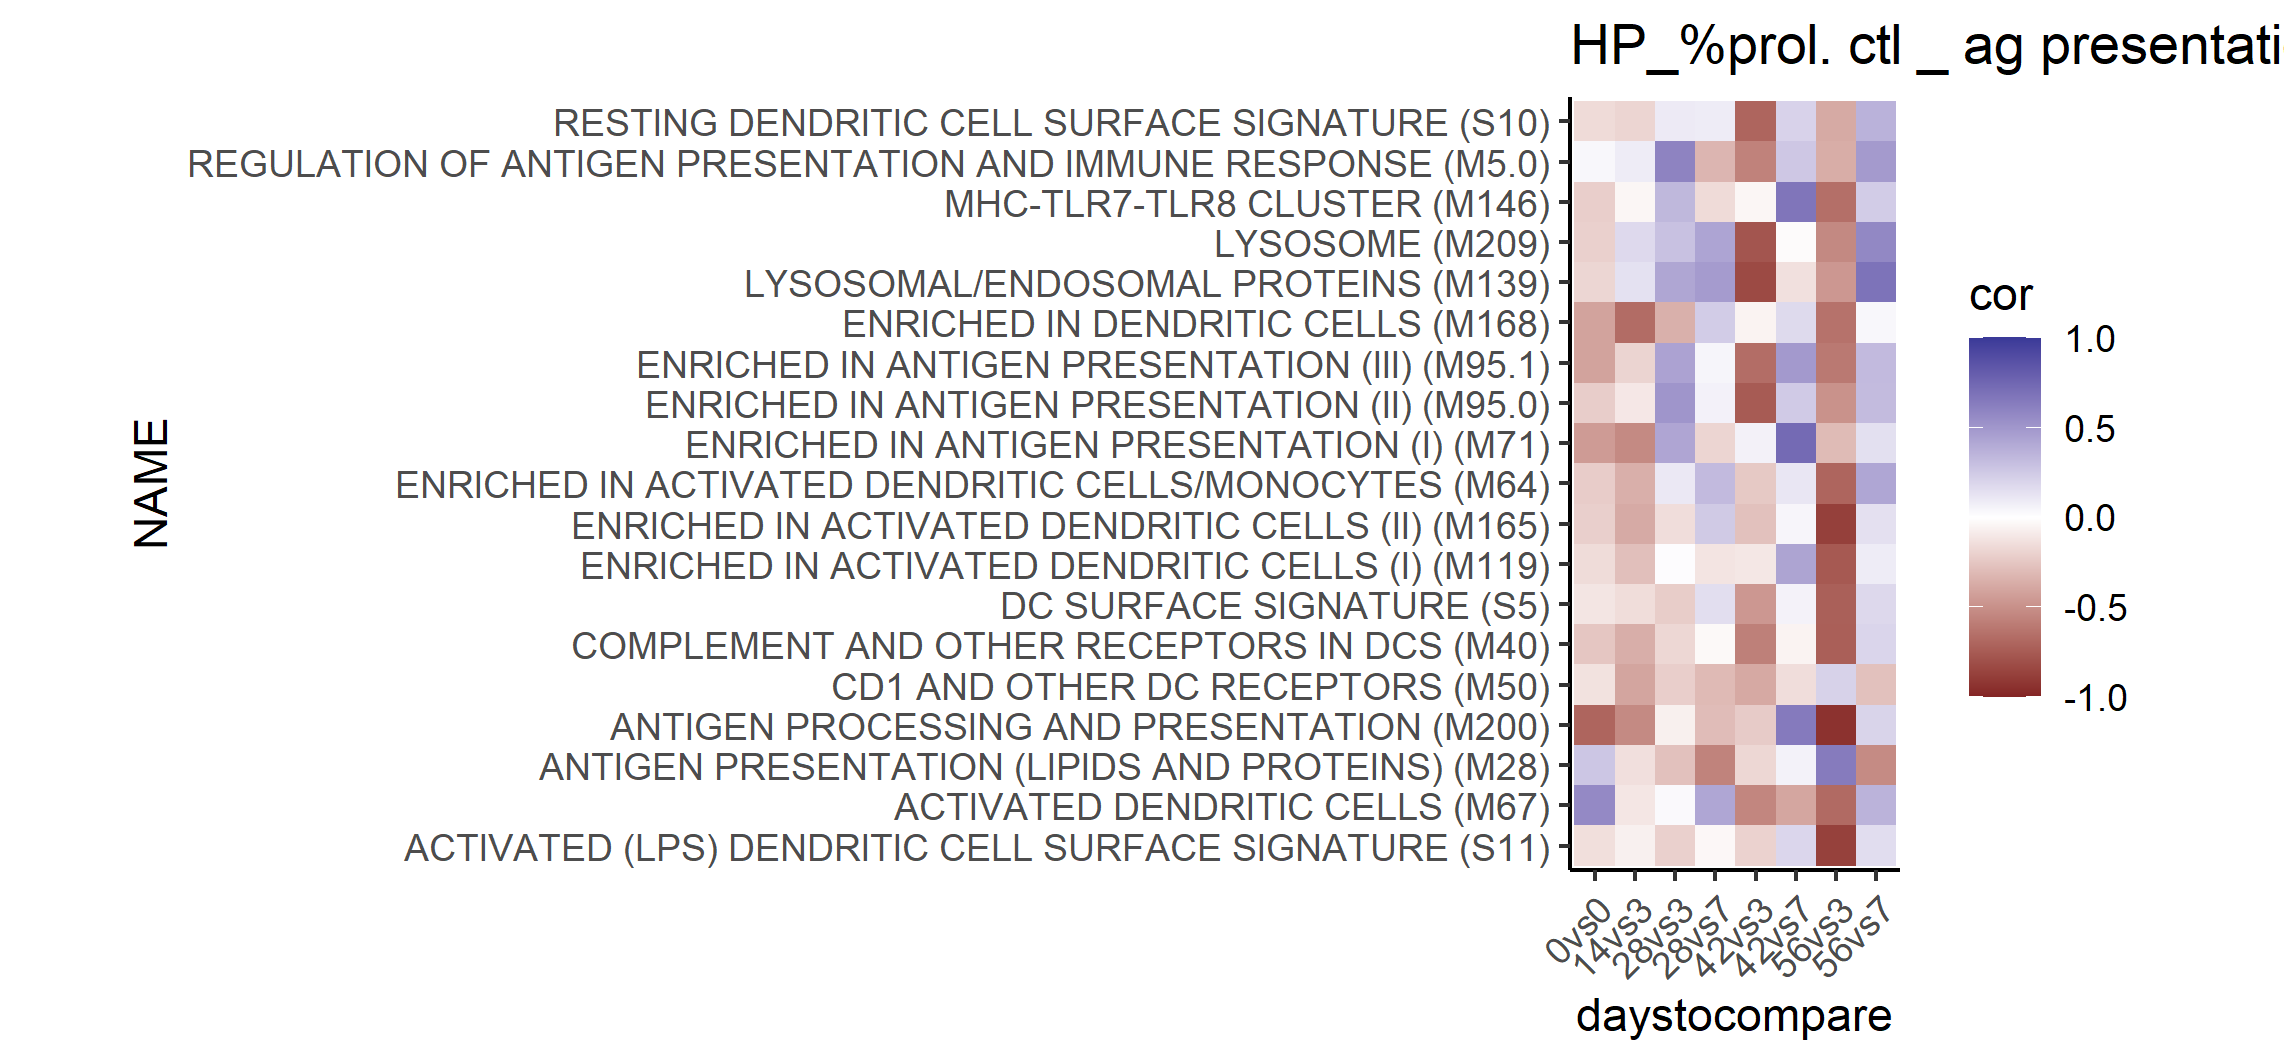 HP_%prol. ctl _ ag presentati
RESTING DENDRITIC CELL SURFACE SIGNATURE (S10)
REGULATION OF ANTIGEN PRESENTATION AND IMMUNE RESPONSE (M5.0)
MHC-TLR7-TLR8 CLUSTER (M146)
LYSOSOME (M209)
LYSOSOMAL/ENDOSOMAL PROTEINS (M139)
ENRICHED IN DENDRITIC CELLS (M168)
ENRICHED IN ANTIGEN PRESENTATION (III) (M95.1)
ENRICHED IN ANTIGEN PRESENTATION (II) (M95.0)
ENRICHED IN ANTIGEN PRESENTATION (I) (M71)
ENRICHED IN ACTIVATED DENDRITIC CELLS/MONOCYTES (M64)
ENRICHED IN ACTIVATED DENDRITIC CELLS (II) (M165)
ENRICHED IN ACTIVATED DENDRITIC CELLS (I) (M119)
DC SURFACE SIGNATURE (S5)
COMPLEMENT AND OTHER RECEPTORS IN DCS (M40)
CD1 AND OTHER DC RECEPTORS (M50)
ANTIGEN PROCESSING AND PRESENTATION (M200)
ANTIGEN PRESENTATION (LIPIDS AND PROTEINS) (M28)
ACTIVATED DENDRITIC CELLS (M67)
ACTIVATED (LPS) DENDRITIC CELL SURFACE SIGNATURE (S11)
NAME
0vs0
14vs3
28vs3
28vs7
42vs3
42vs7
56vs3
56vs7
daystocompare
cor
1.0
0.5
0.0
-0.5
-1.0